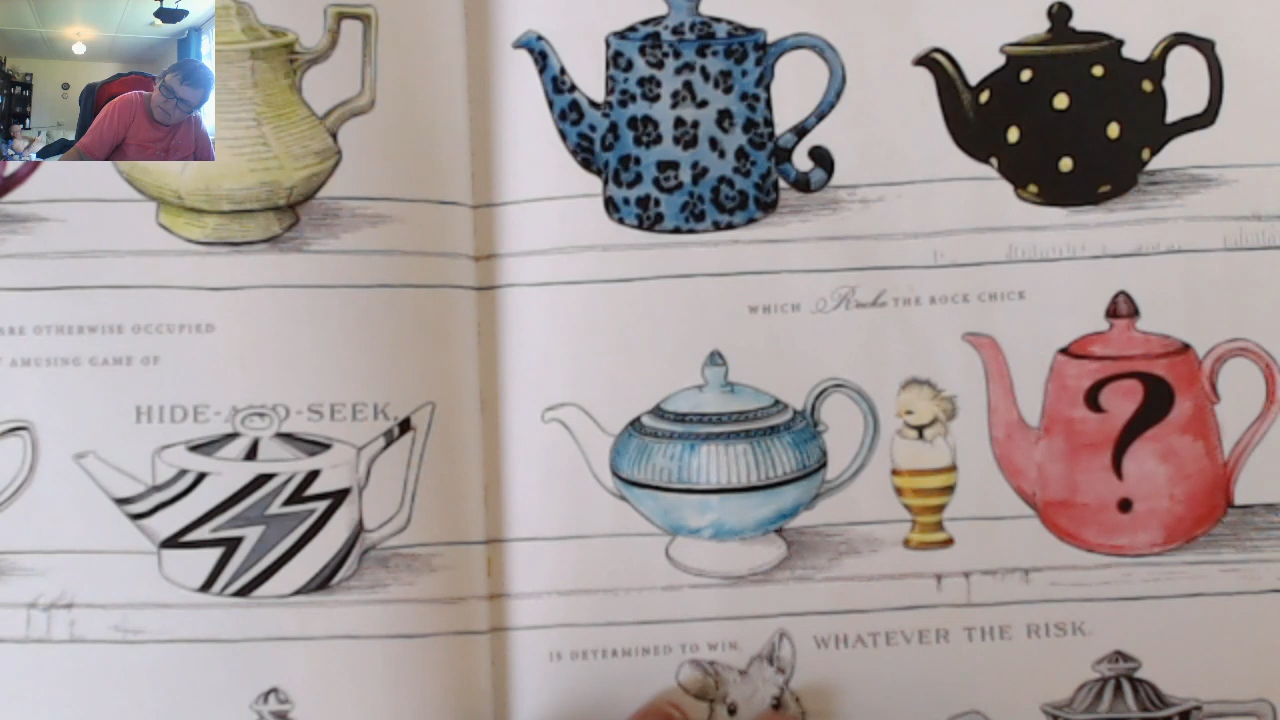 ARE OTHERWISE OCCUPIED
AMUSING GAME OF
HIDE-AND-SEEK,
WHICH Roche THE ROCK CHICK
?
IS DETERMINED TO WIN, WHATEVER THE RISK.